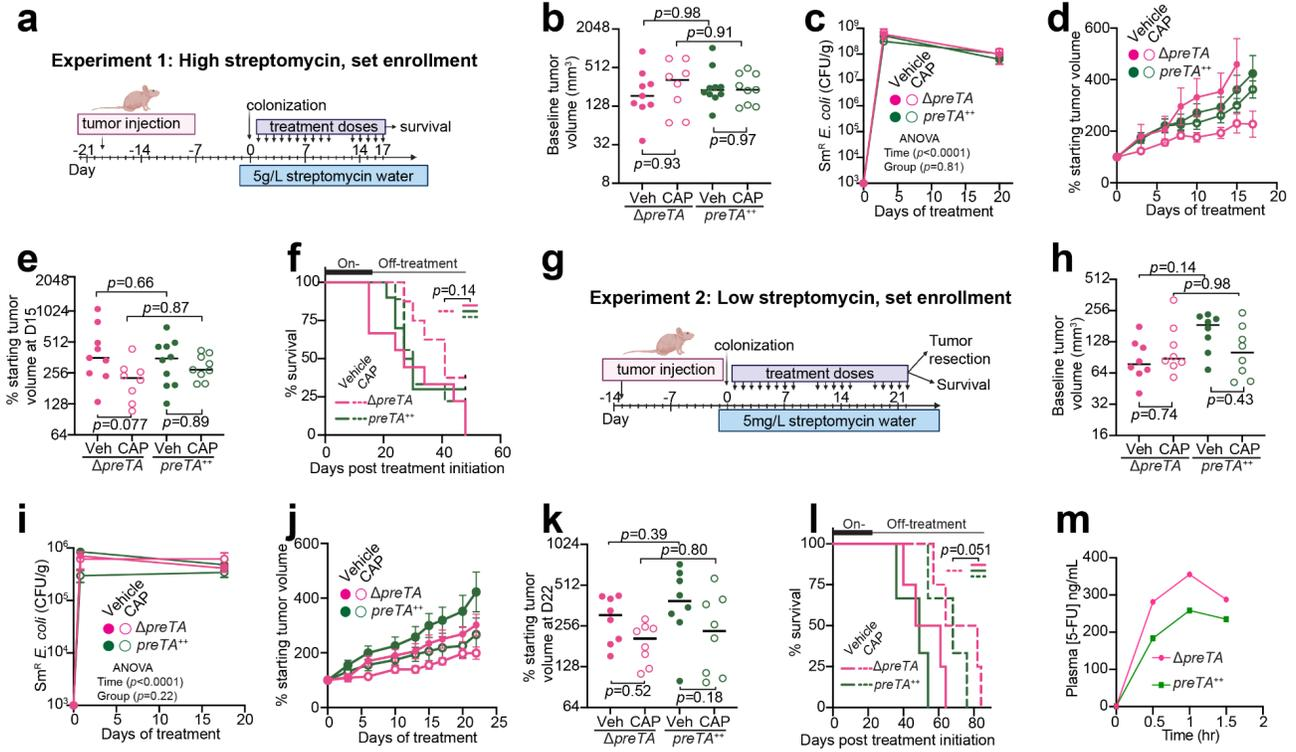 a
Experiment 1: High streptomycin, set enrollment
tumor injection
colonization
treatment doses
survival
-21 -14 -7 0 7 14 17
Day
5g/L streptomycin water
b
Baseline tumor
volume (mm³)
2048
512
128
32
8
p=0.98
p=0.91
p=0.93
p=0.97
Veh CAP Veh CAP
ΔpreTA preTA⁺⁺
c
Smᴿ E. coli (CFU/g)
10⁹
10⁸
10⁷
10⁶
10⁵
10⁴
10³
Vehicle
CAP
ΔpreTA
preTA⁺⁺
ANOVA
Time (p<0.0001)
Group (p=0.81)
0 5 10 15 20
Days of treatment
d
% starting tumor volume
600
400
200
0
Vehicle
CAP
ΔpreTA
preTA⁺⁺
0 5 10 15 20
Days of treatment
e
% starting tumor
volume at D15
2048
1024
512
256
128
64
p=0.66
p=0.87
p=0.077
p=0.89
Veh CAP Veh CAP
ΔpreTA preTA⁺⁺
f
On- Off-treatment
% survival
100
75
50
25
0
p=0.14
Vehicle
CAP
ΔpreTA
preTA⁺⁺
0 20 40 60
Days post treatment initiation
g
Experiment 2: Low streptomycin, set enrollment
tumor injection
colonization
treatment doses
Tumor
resection
Survival
-14 -7 0 7 14 21
Day
5mg/L streptomycin water
h
Baseline tumor
volume (mm³)
512
256
128
64
32
16
p=0.14
p=0.98
p=0.74
p=0.43
Veh CAP Veh CAP
ΔpreTA preTA⁺⁺
i
Smᴿ E. coli (CFU/g)
10⁶
10⁵
10⁴
10³
Vehicle
CAP
ΔpreTA
preTA⁺⁺
ANOVA
Time (p<0.0001)
Group (p=0.22)
0 5 10 15 20
Days of treatment
j
% starting tumor volume
600
400
200
0
Vehicle
CAP
ΔpreTA
preTA⁺⁺
0 5 10 15 20 25
Days of treatment
k
% starting tumor
volume at D22
1024
512
256
128
64
p=0.39
p=0.80
p=0.52
p=0.18
Veh CAP Veh CAP
ΔpreTA preTA⁺⁺
l
On- Off-treatment
% survival
100
75
50
25
0
p=0.051
Vehicle
CAP
ΔpreTA
preTA⁺⁺
0 20 40 60 80
Days post treatment initiation
m
Plasma [5-FU] ng/mL
400
300
200
100
0
ΔpreTA
preTA⁺⁺
0 0.5 1.0 1.5 2
Time (hr)